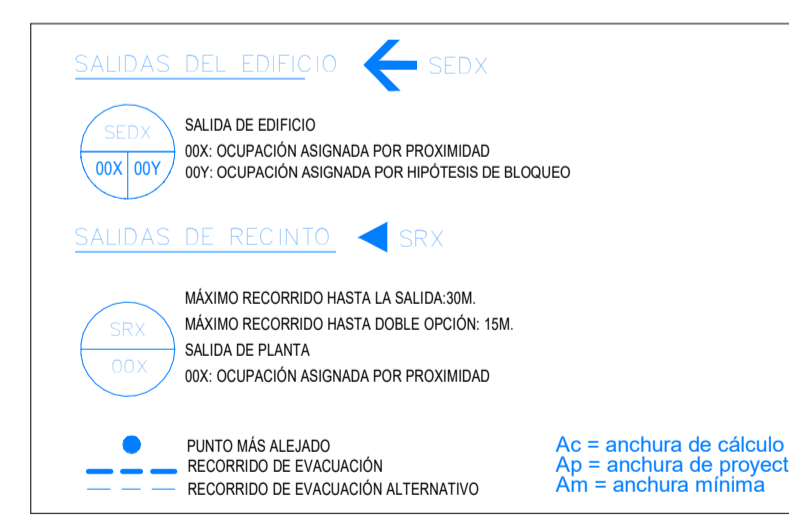 SALIDAS DEL EDIFICIO SEDX
SEDX
00X 00Y
SALIDA DE EDIFICIO
00X: OCUPACIÓN ASIGNADA POR PROXIMIDAD
00Y: OCUPACIÓN ASIGNADA POR HIPÓTESIS DE BLOQUEO
SALIDAS DE RECINTO SRX
SRX
00X
MÁXIMO RECORRIDO HASTA LA SALIDA:30M.
MÁXIMO RECORRIDO HASTA DOBLE OPCIÓN: 15M.
SALIDA DE PLANTA
00X: OCUPACIÓN ASIGNADA POR PROXIMIDAD
PUNTO MÁS ALEJADO
RECORRIDO DE EVACUACIÓN
RECORRIDO DE EVACUACIÓN ALTERNATIVO
Ac = anchura de cálculo
Ap = anchura de proyect
Am = anchura mínima